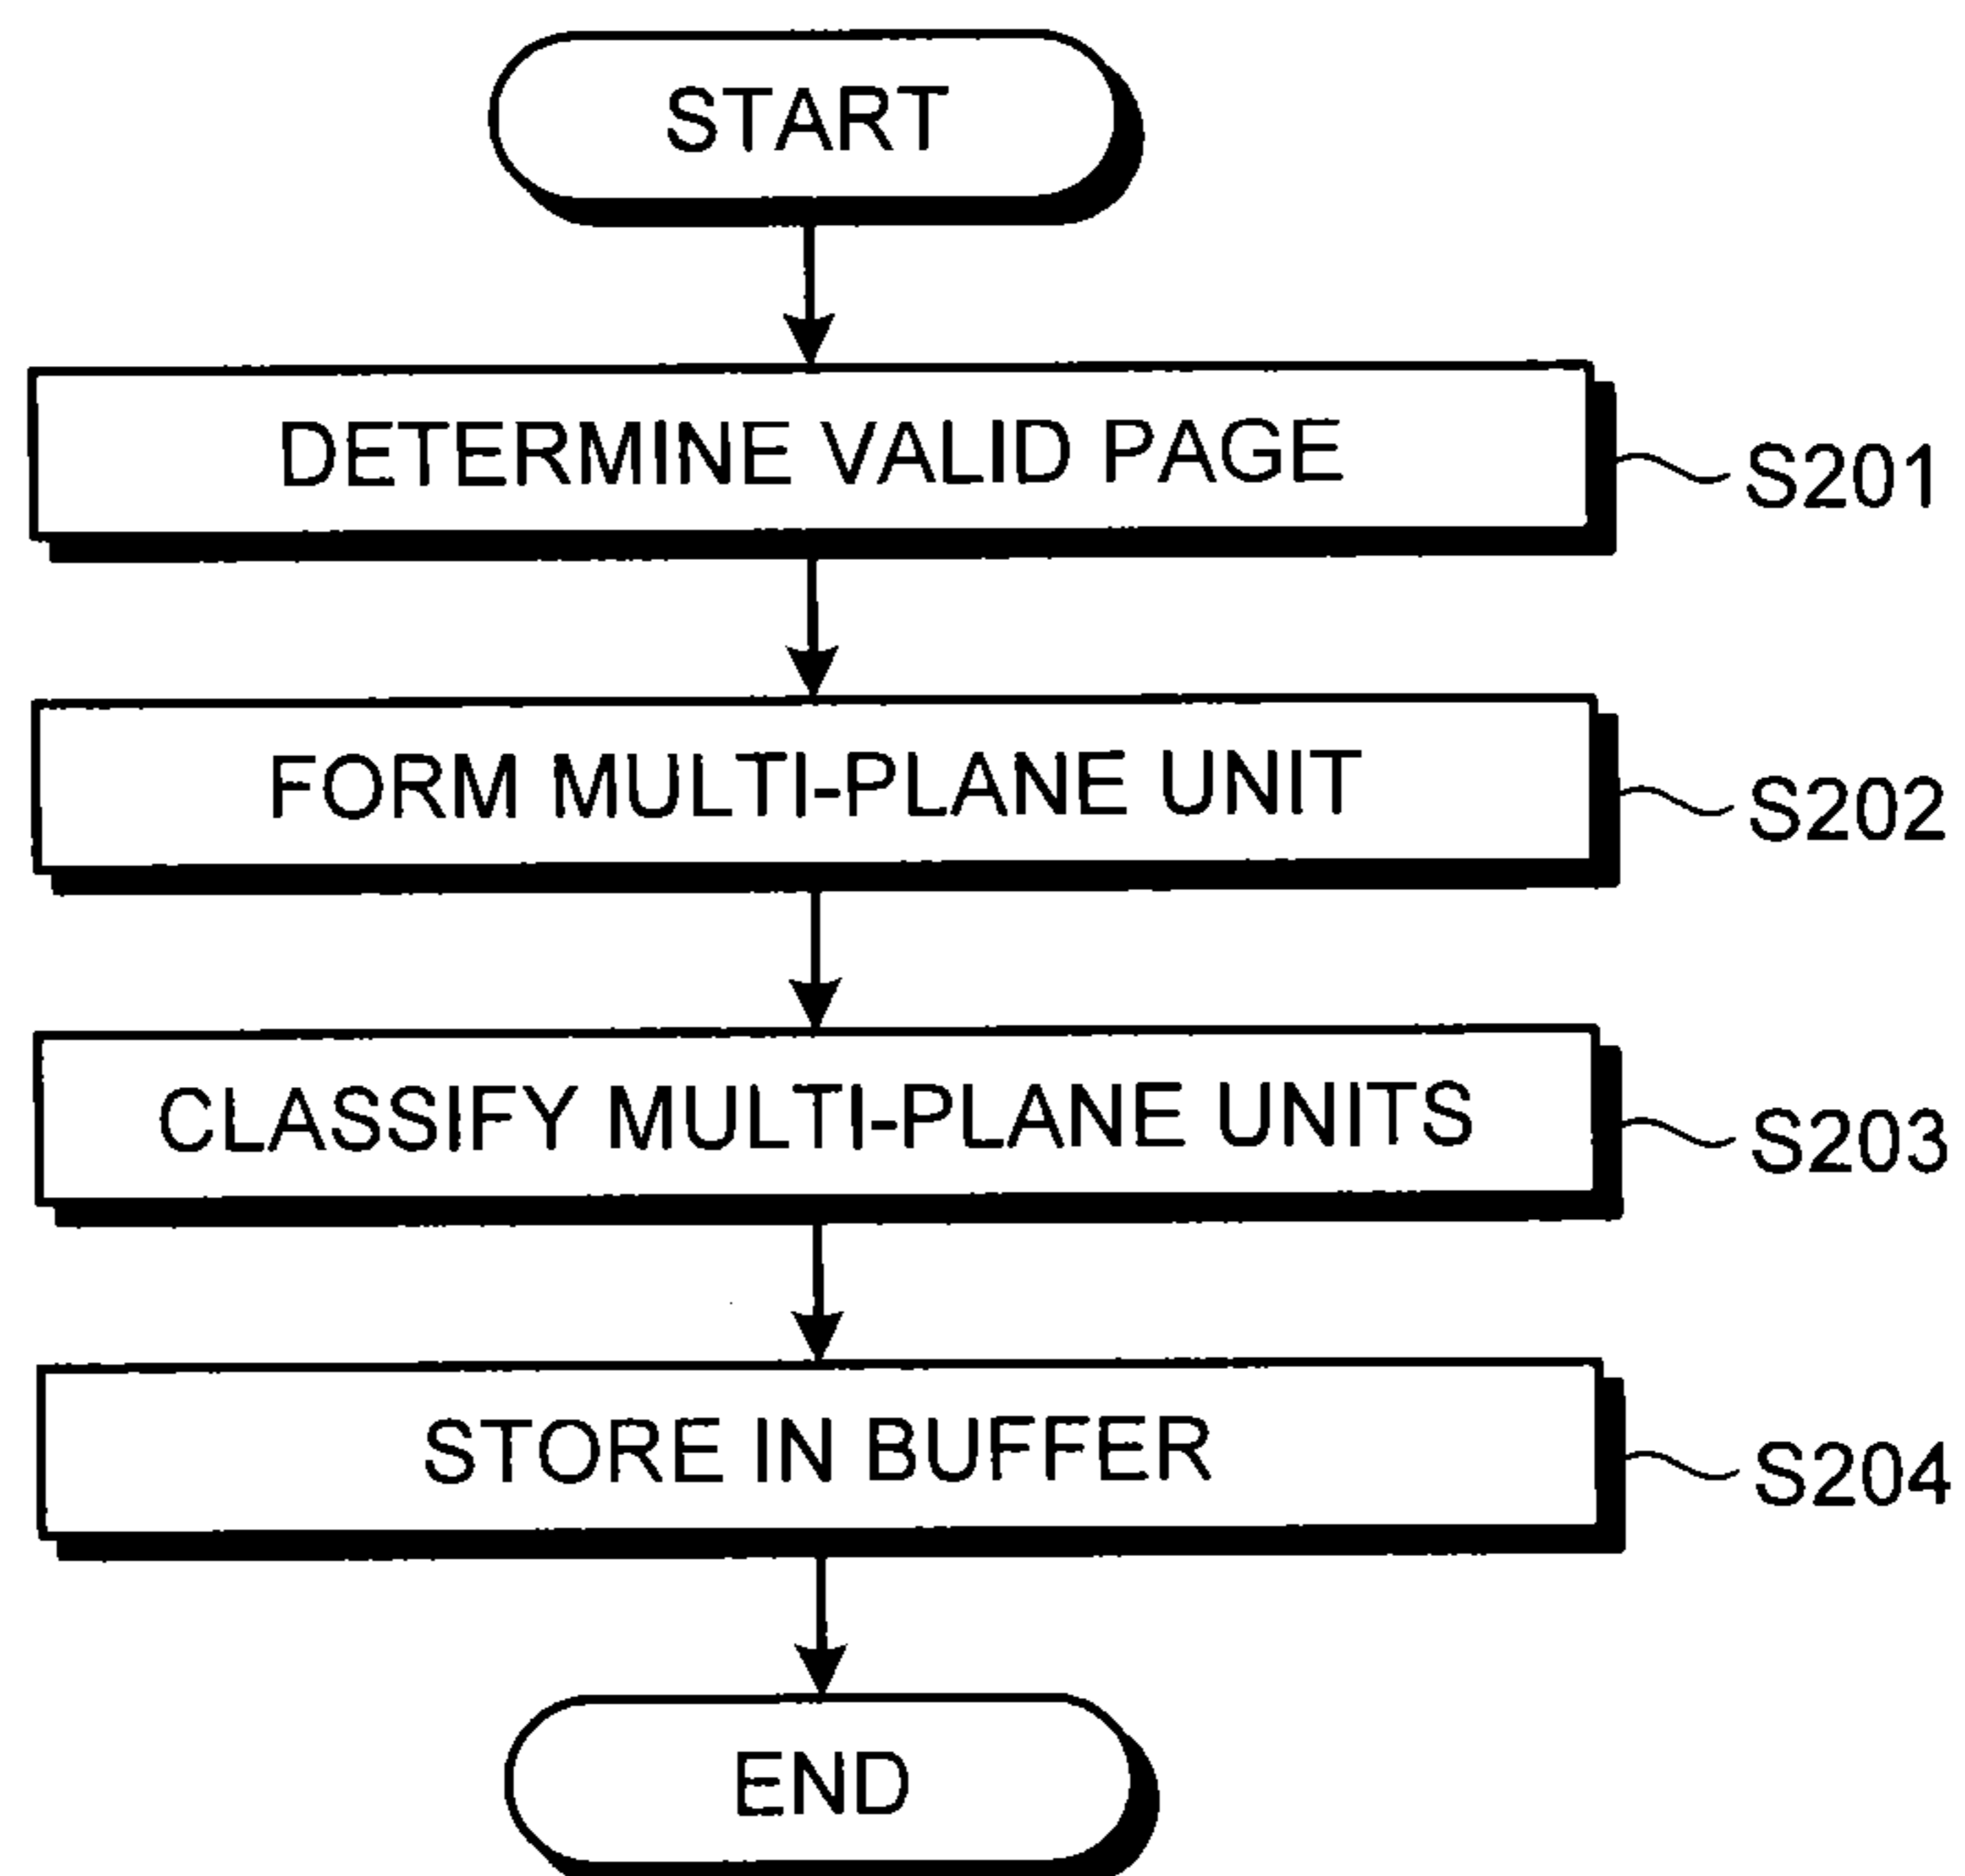 START
DETERMINE VALID PAGE S201
FORM MULTI-PLANE UNIT S202
CLASSIFY MULTI-PLANE UNITS S203
STORE IN BUFFER S204
END